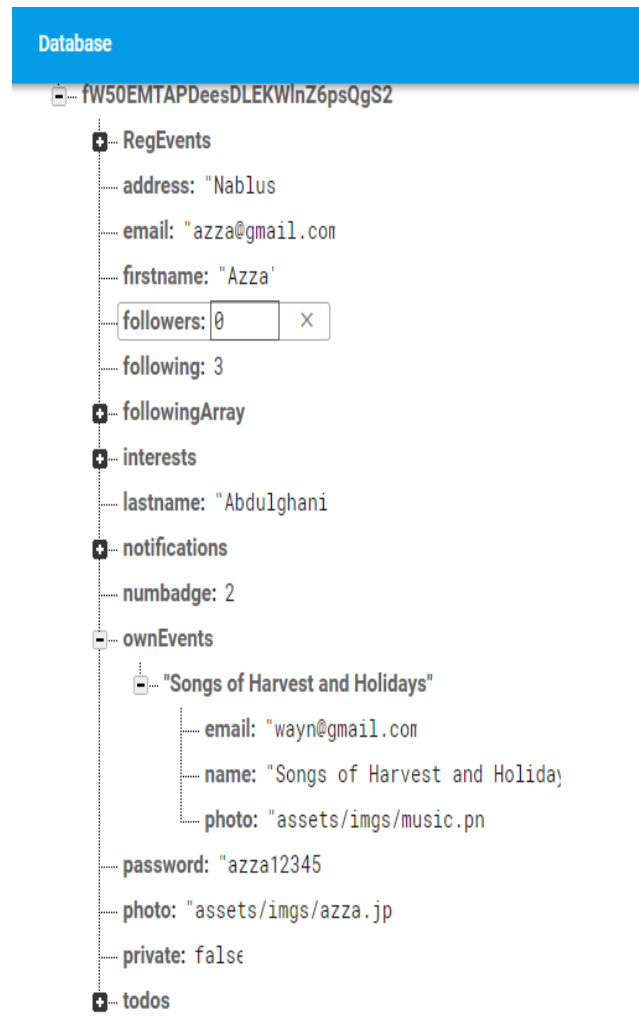 Database
fW50EMTAPDeesDLEKWlnZ6psQgS2
RegEvents
address: "Nablus
email: "azza@gmail.com
firstname: "Azza'
followers: 0 ×
following: 3
followingArray
interests
lastname: "Abdulghani
notifications
numbadge: 2
ownEvents
"Songs of Harvest and Holidays"
email: "wayn@gmail.com
name: "Songs of Harvest and Holiday
photo: "assets/imgs/music.pn
password: "azza12345
photo: "assets/imgs/azza.jp
private: false
todos